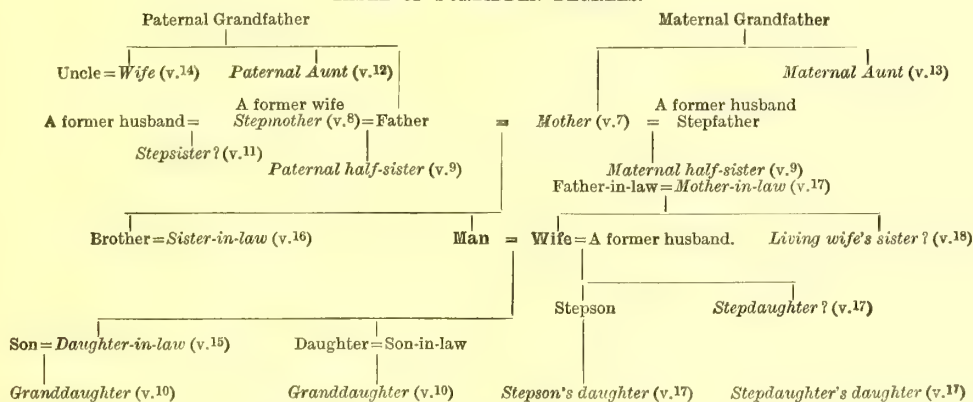 Paternal Grandfather Maternal Grandfather
Uncle = Wife (v.14) Paternal Aunt (v.12) Maternal Aunt (v.13)
A former wife A former husband
A former husband = Stepmother (v.8) = Father = Mother (v.7) = Stepfather
Stepsister? (v.11)
Paternal half-sister (v.9) Maternal half-sister (v.9)
Father-in-law = Mother-in-law (v.17)
Brother = Sister-in-law (v.16) Man = Wife = A former husband. Living wife's sister? (v.18)
Stepson Stepdaughter? (v.17)
Son = Daughter-in-law (v.15) Daughter = Son-in-law
Granddaughter (v.10) Granddaughter (v.10) Stepson's daughter (v.17) Stepdaughter's daughter (v.17)